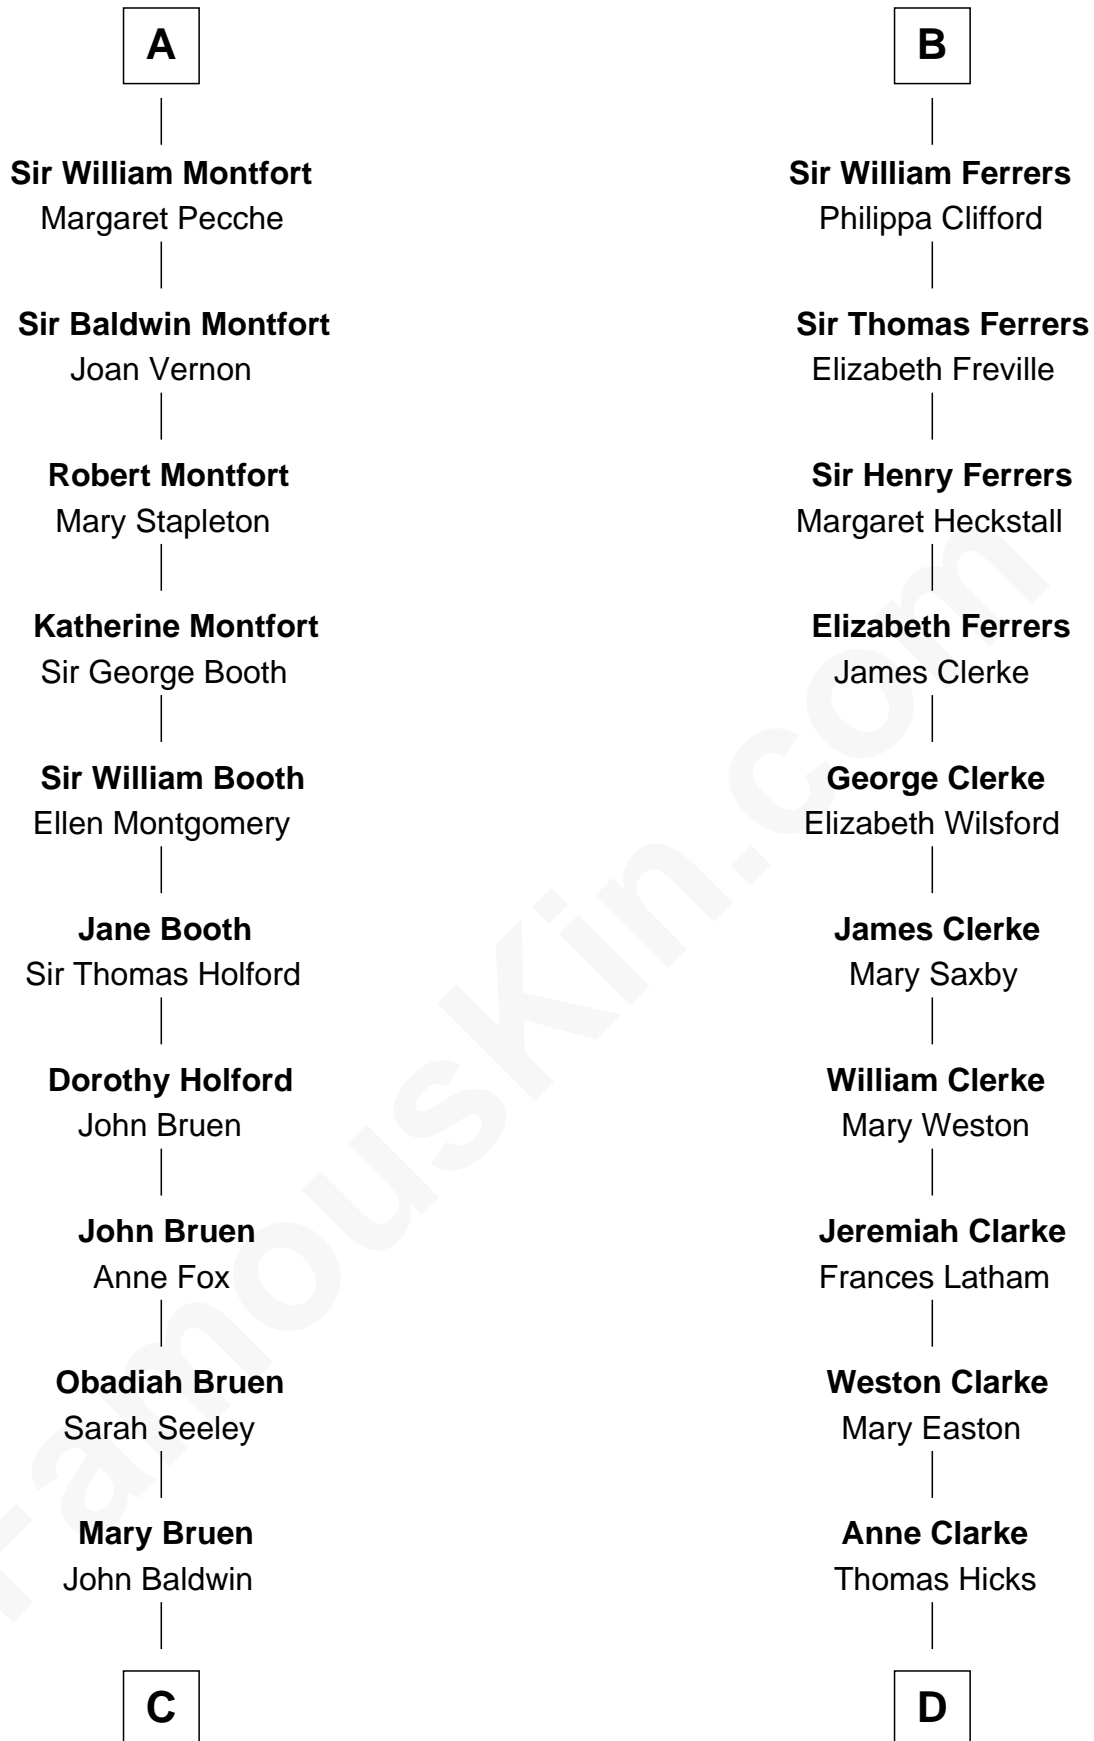 A
Sir William Montfort
Margaret Pecche
Sir Baldwin Montfort
Joan Vernon
Robert Montfort
Mary Stapleton
Katherine Montfort
Sir George Booth
Sir William Booth
Ellen Montgomery
Jane Booth
Sir Thomas Holford
Dorothy Holford
John Bruen
John Bruen
Anne Fox
Obadiah Bruen
Sarah Seeley
Mary Bruen
John Baldwin
C
B
Sir William Ferrers
Philippa Clifford
Sir Thomas Ferrers
Elizabeth Freville
Sir Henry Ferrers
Margaret Heckstall
Elizabeth Ferrers
James Clerke
George Clerke
Elizabeth Wilsford
James Clerke
Mary Saxby
William Clerke
Mary Weston
Jeremiah Clarke
Frances Latham
Weston Clarke
Mary Easton
Anne Clarke
Thomas Hicks
D
FamousKin.com